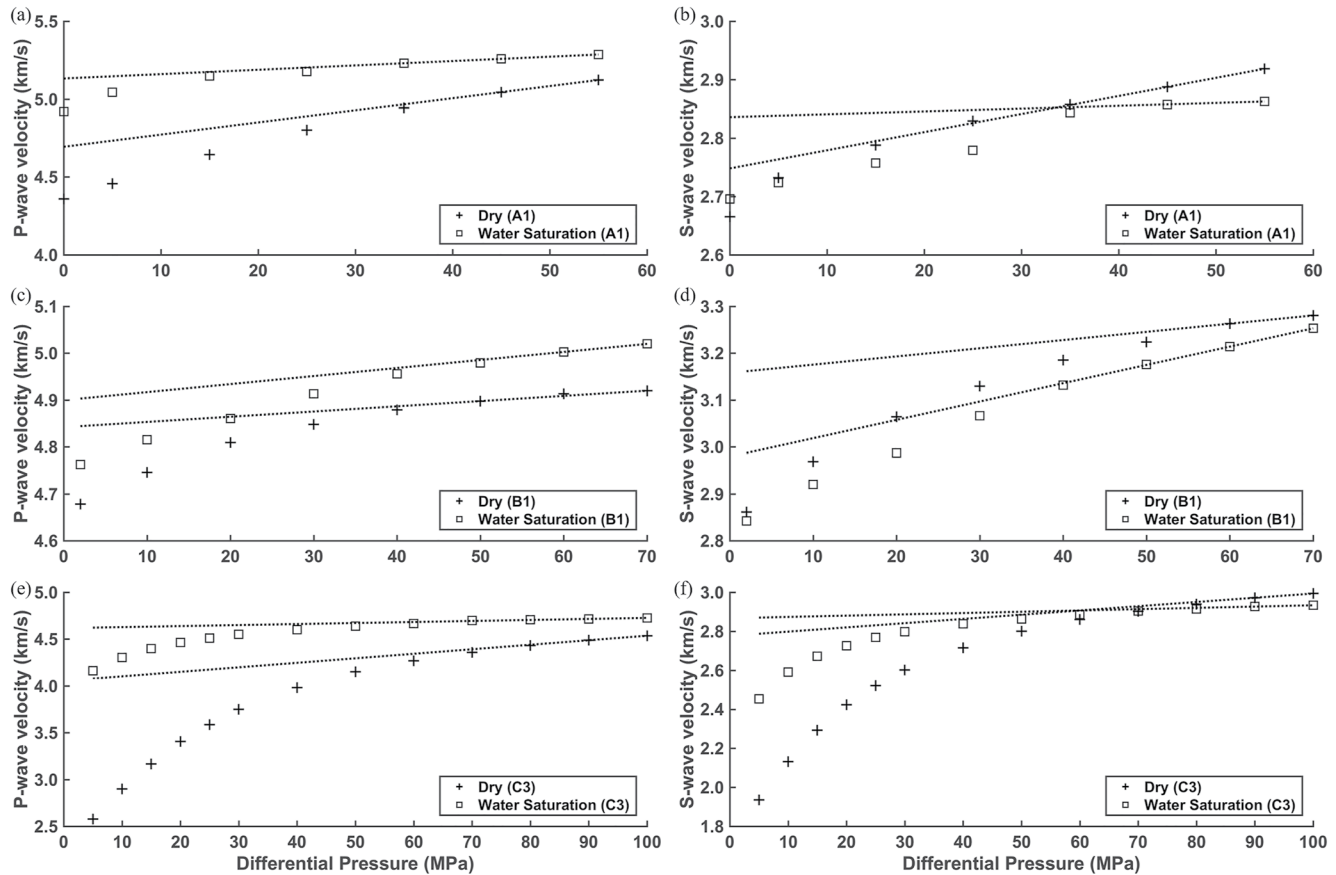 (a)
P-wave velocity (km/s)
5.5
5.0
4.5
4.0
0 10 20 30 40 50 60
Dry (A1)
Water Saturation (A1)
(b)
S-wave velocity (km/s)
3.0
2.9
2.8
2.7
2.6
0 10 20 30 40 50 60
Dry (A1)
Water Saturation (A1)
(c)
P-wave velocity (km/s)
5.1
5.0
4.9
4.8
4.7
4.6
0 10 20 30 40 50 60 70
Dry (B1)
Water Saturation (B1)
(d)
S-wave velocity (km/s)
3.3
3.2
3.1
3.0
2.9
2.8
0 10 20 30 40 50 60 70
Dry (B1)
Water Saturation (B1)
(e)
P-wave velocity (km/s)
5.0
4.5
4.0
3.5
3.0
2.5
0 10 20 30 40 50 60 70 80 90 100
Dry (C3)
Water Saturation (C3)
Differential Pressure (MPa)
(f)
S-wave velocity (km/s)
3.0
2.8
2.6
2.4
2.2
2.0
1.8
0 10 20 30 40 50 60 70 80 90 100
Dry (C3)
Water Saturation (C3)
Differential Pressure (MPa)